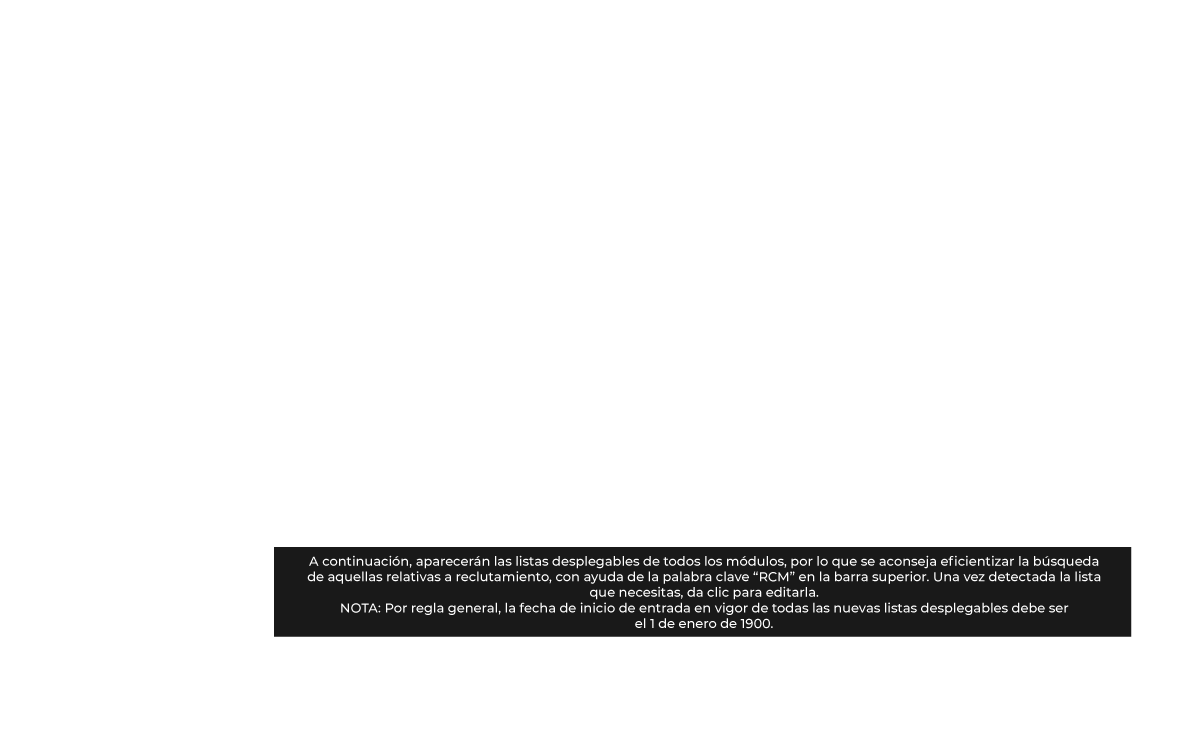 A continuación, aparecerán las listas desplegables de todos los módulos, por lo que se aconseja eficientizar la búsqueda
de aquellas relativas a reclutamiento, con ayuda de la palabra clave “RCM” en la barra superior. Una vez detectada la lista
que necesitas, da clic para editarla.
NOTA: Por regla general, la fecha de inicio de entrada en vigor de todas las nuevas listas desplegables debe ser
el 1 de enero de 1900.